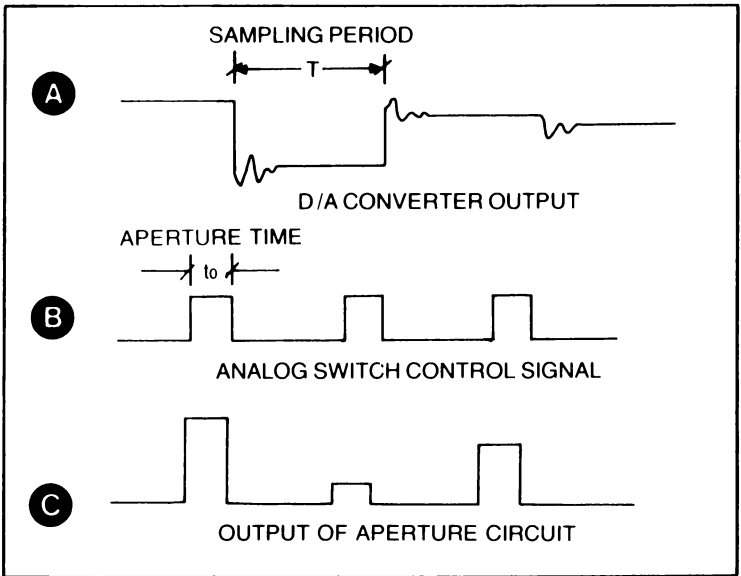 SAMPLING PERIOD
T
A
D/A CONVERTER OUTPUT
APERTURE TIME
to
B
ANALOG SWITCH CONTROL SIGNAL
C
OUTPUT OF APERTURE CIRCUIT